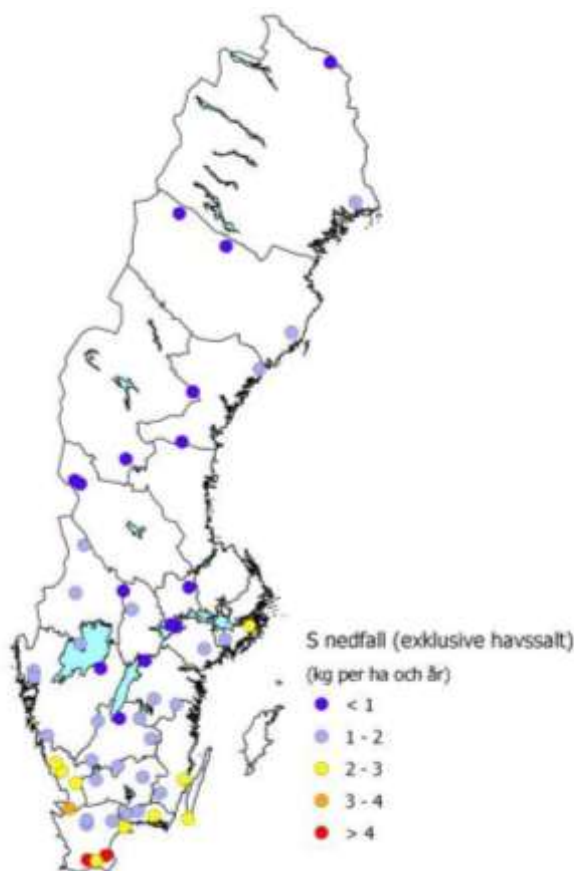 S nedfall (exklusive havssalt)
(kg per ha och år)
< 1
1 - 2
2 - 3
3 - 4
> 4